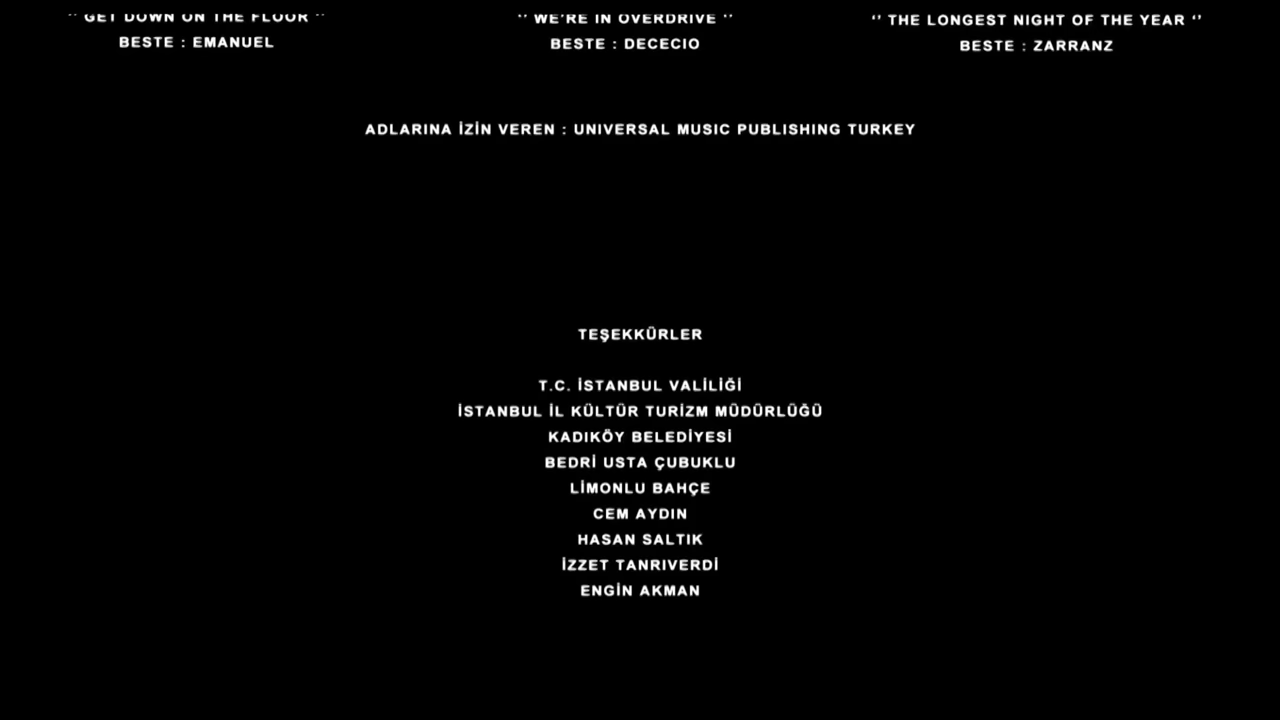 '' GET DOWN ON THE FLOOR ''
BESTE : EMANUEL
'' WE'RE IN OVERDRIVE ''
BESTE : DECECIO
'' THE LONGEST NIGHT OF THE YEAR ''
BESTE : ZARRANZ
ADLARINA İZİN VEREN : UNIVERSAL MUSIC PUBLISHING TURKEY
TEŞEKKÜRLER
T.C. İSTANBUL VALİLİĞİ
İSTANBUL İL KÜLTÜR TURİZM MÜDÜRLÜĞÜ
KADIKÖY BELEDİYESİ
BEDRİ USTA ÇUBUKLU
LİMONLU BAHÇE
CEM AYDIN
HASAN SALTIK
İZZET TANRIVERDİ
ENGİN AKMAN